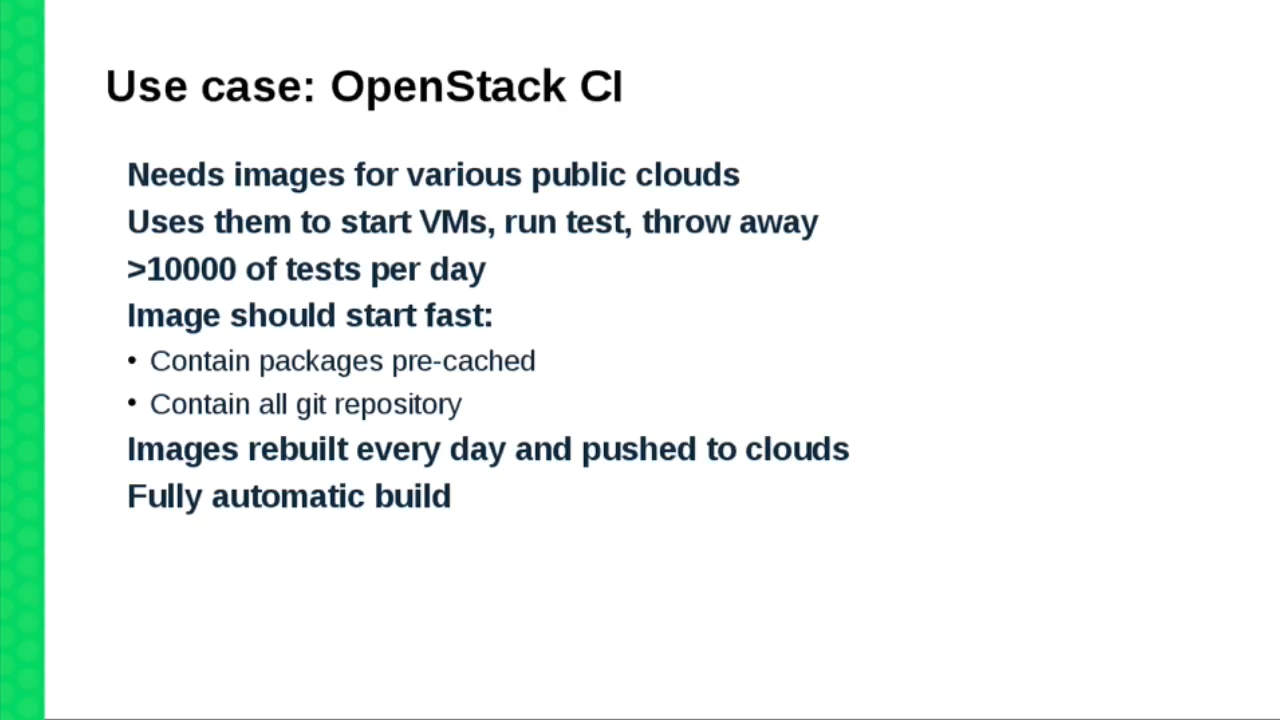 Use case: OpenStack CI
Needs images for various public clouds
Uses them to start VMs, run test, throw away
>10000 of tests per day
Image should start fast:
• Contain packages pre-cached
• Contain all git repository
Images rebuilt every day and pushed to clouds
Fully automatic build